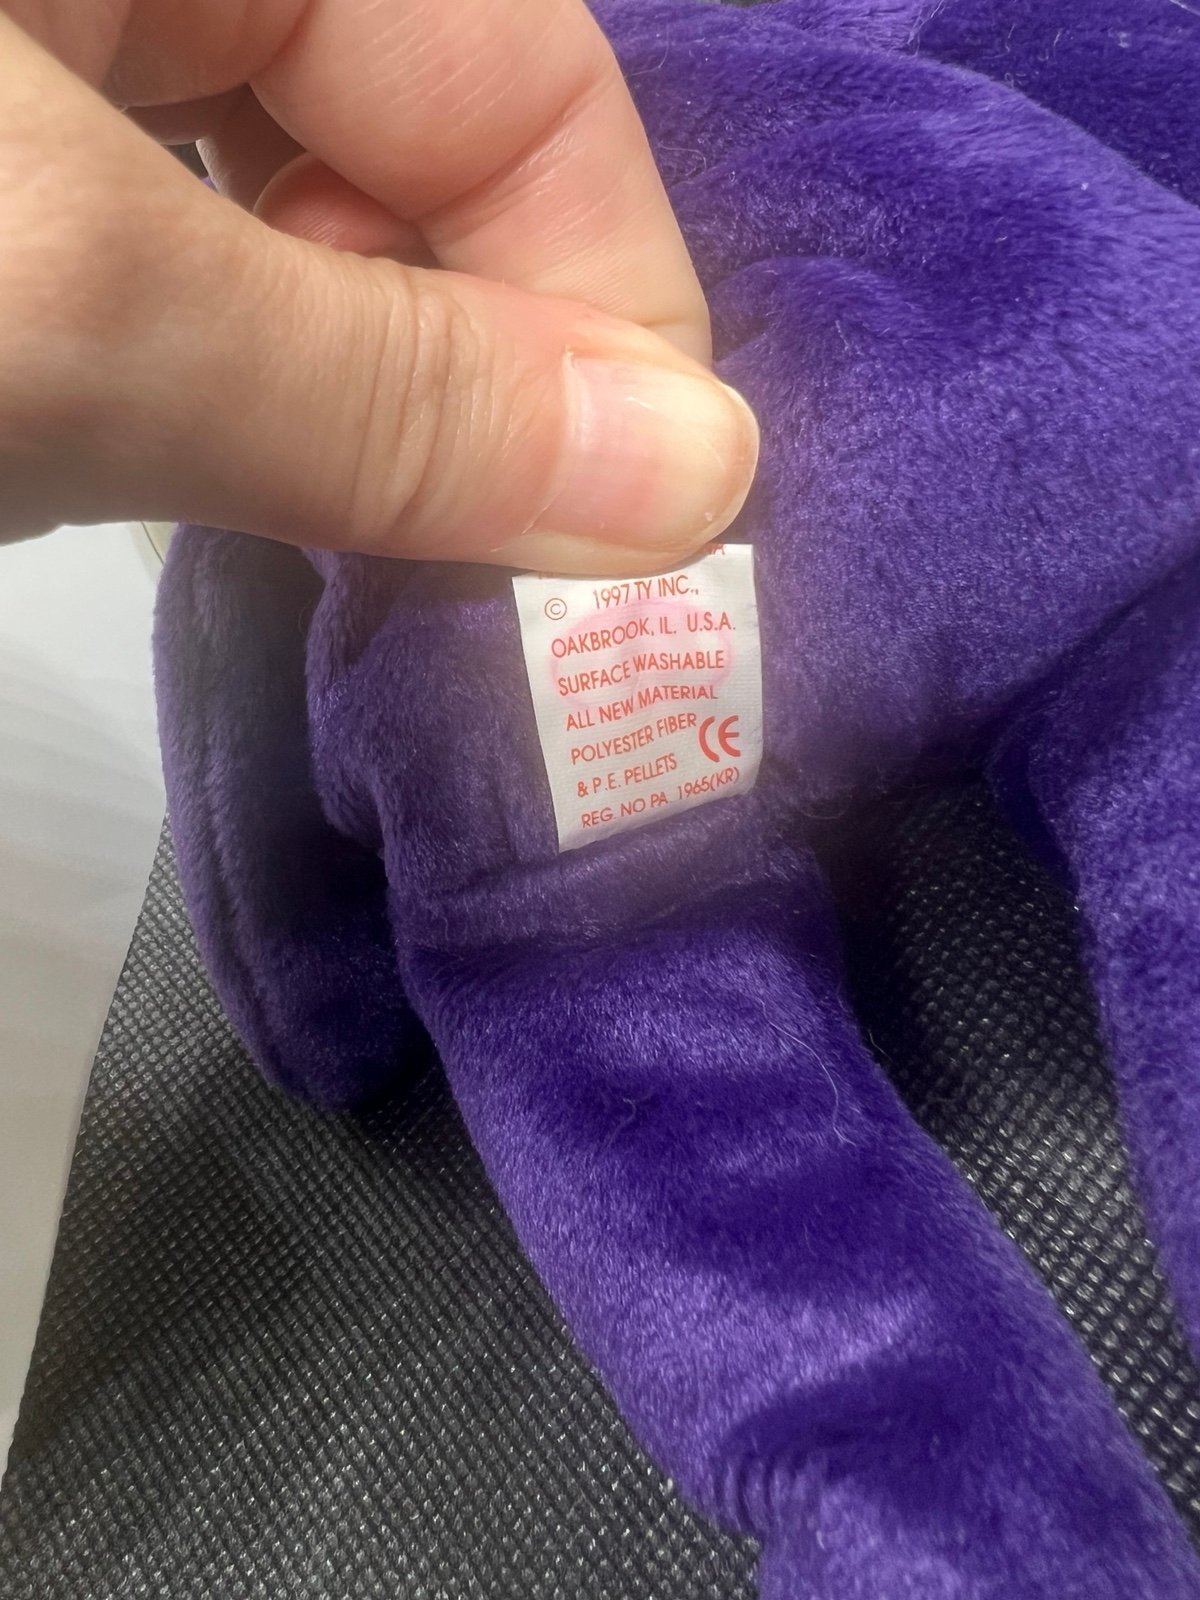 © 1997 TY INC.,
OAKBROOK, IL. U.S.A.
SURFACE WASHABLE
ALL NEW MATERIAL
POLYESTER FIBER
& P.E. PELLETS CE
REG. NO PA 1965(KR)